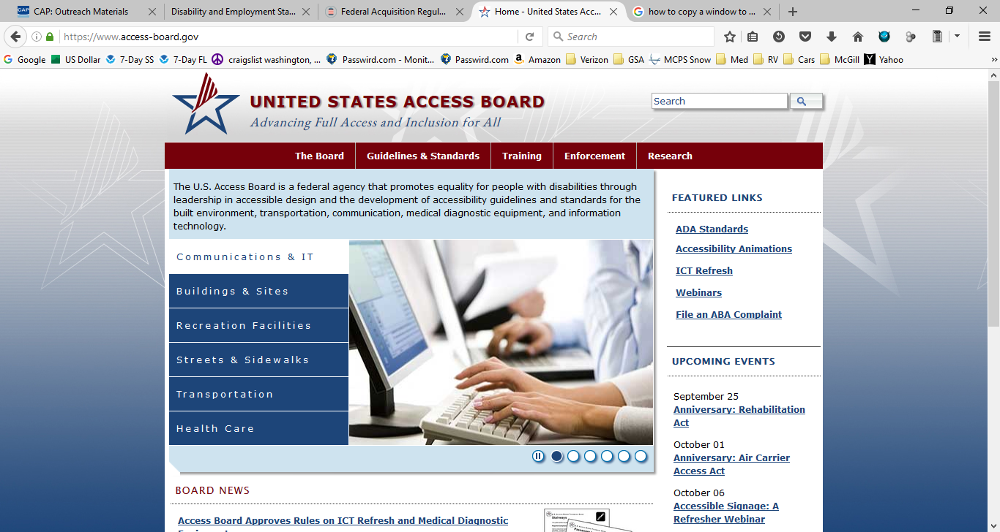 CAP: Outreach Materials
Disability and Employment Sta...
Federal Acquisition Regul...
Home - United States Acc...
how to copy a window to ...
https://www.access-board.gov
Search
Google
US Dollar
7-Day SS
7-Day FL
craigslist washington, ...
Passwird.com - Monit...
Passwird.com
Amazon
Verizon
GSA
MCPS Snow
Med
RV
Cars
McGill
Yahoo
UNITED STATES ACCESS BOARD
Advancing Full Access and Inclusion for All
Search
The Board
Guidelines & Standards
Training
Enforcement
Research
The U.S. Access Board is a federal agency that promotes equality for people with disabilities through
leadership in accessible design and the development of accessibility guidelines and standards for the
built environment, transportation, communication, medical diagnostic equipment, and information
technology.
Communications & IT
Buildings & Sites
Recreation Facilities
Streets & Sidewalks
Transportation
Health Care
BOARD NEWS
Access Board Approves Rules on ICT Refresh and Medical Diagnostic
FEATURED LINKS
ADA Standards
Accessibility Animations
ICT Refresh
Webinars
File an ABA Complaint
UPCOMING EVENTS
September 25
Anniversary: Rehabilitation
Act
October 01
Anniversary: Air Carrier
Access Act
October 06
Accessible Signage: A
Refresher Webinar